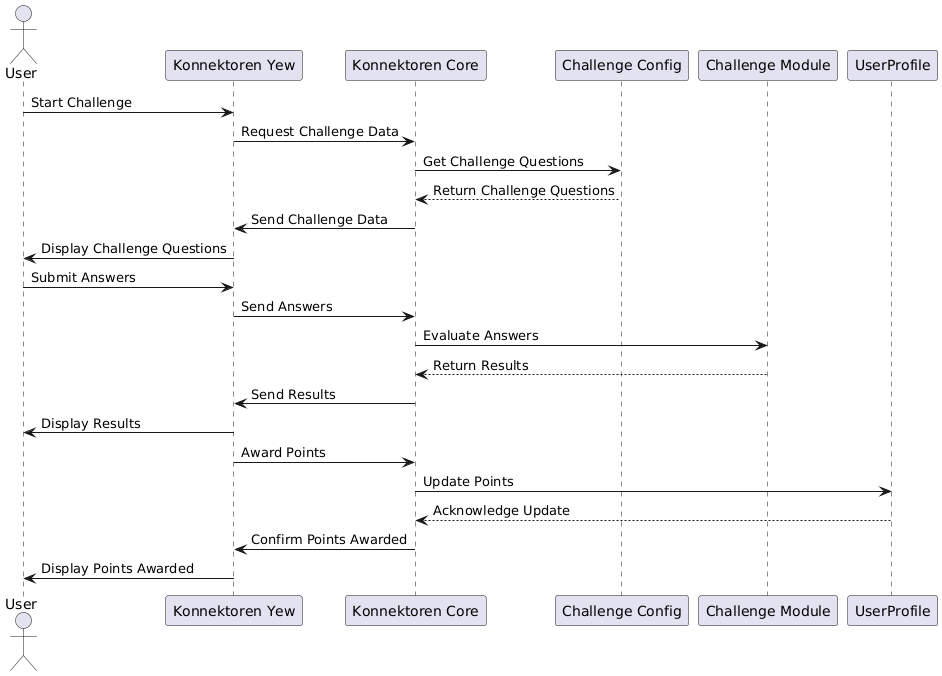 User
Konnektoren Yew
Konnektoren Core
Challenge Config
Challenge Module
UserProfile
Start Challenge
Request Challenge Data
Get Challenge Questions
Return Challenge Questions
Send Challenge Data
Display Challenge Questions
Submit Answers
Send Answers
Evaluate Answers
Return Results
Send Results
Display Results
Award Points
Update Points
Acknowledge Update
Confirm Points Awarded
Display Points Awarded
User
Konnektoren Yew
Konnektoren Core
Challenge Config
Challenge Module
UserProfile